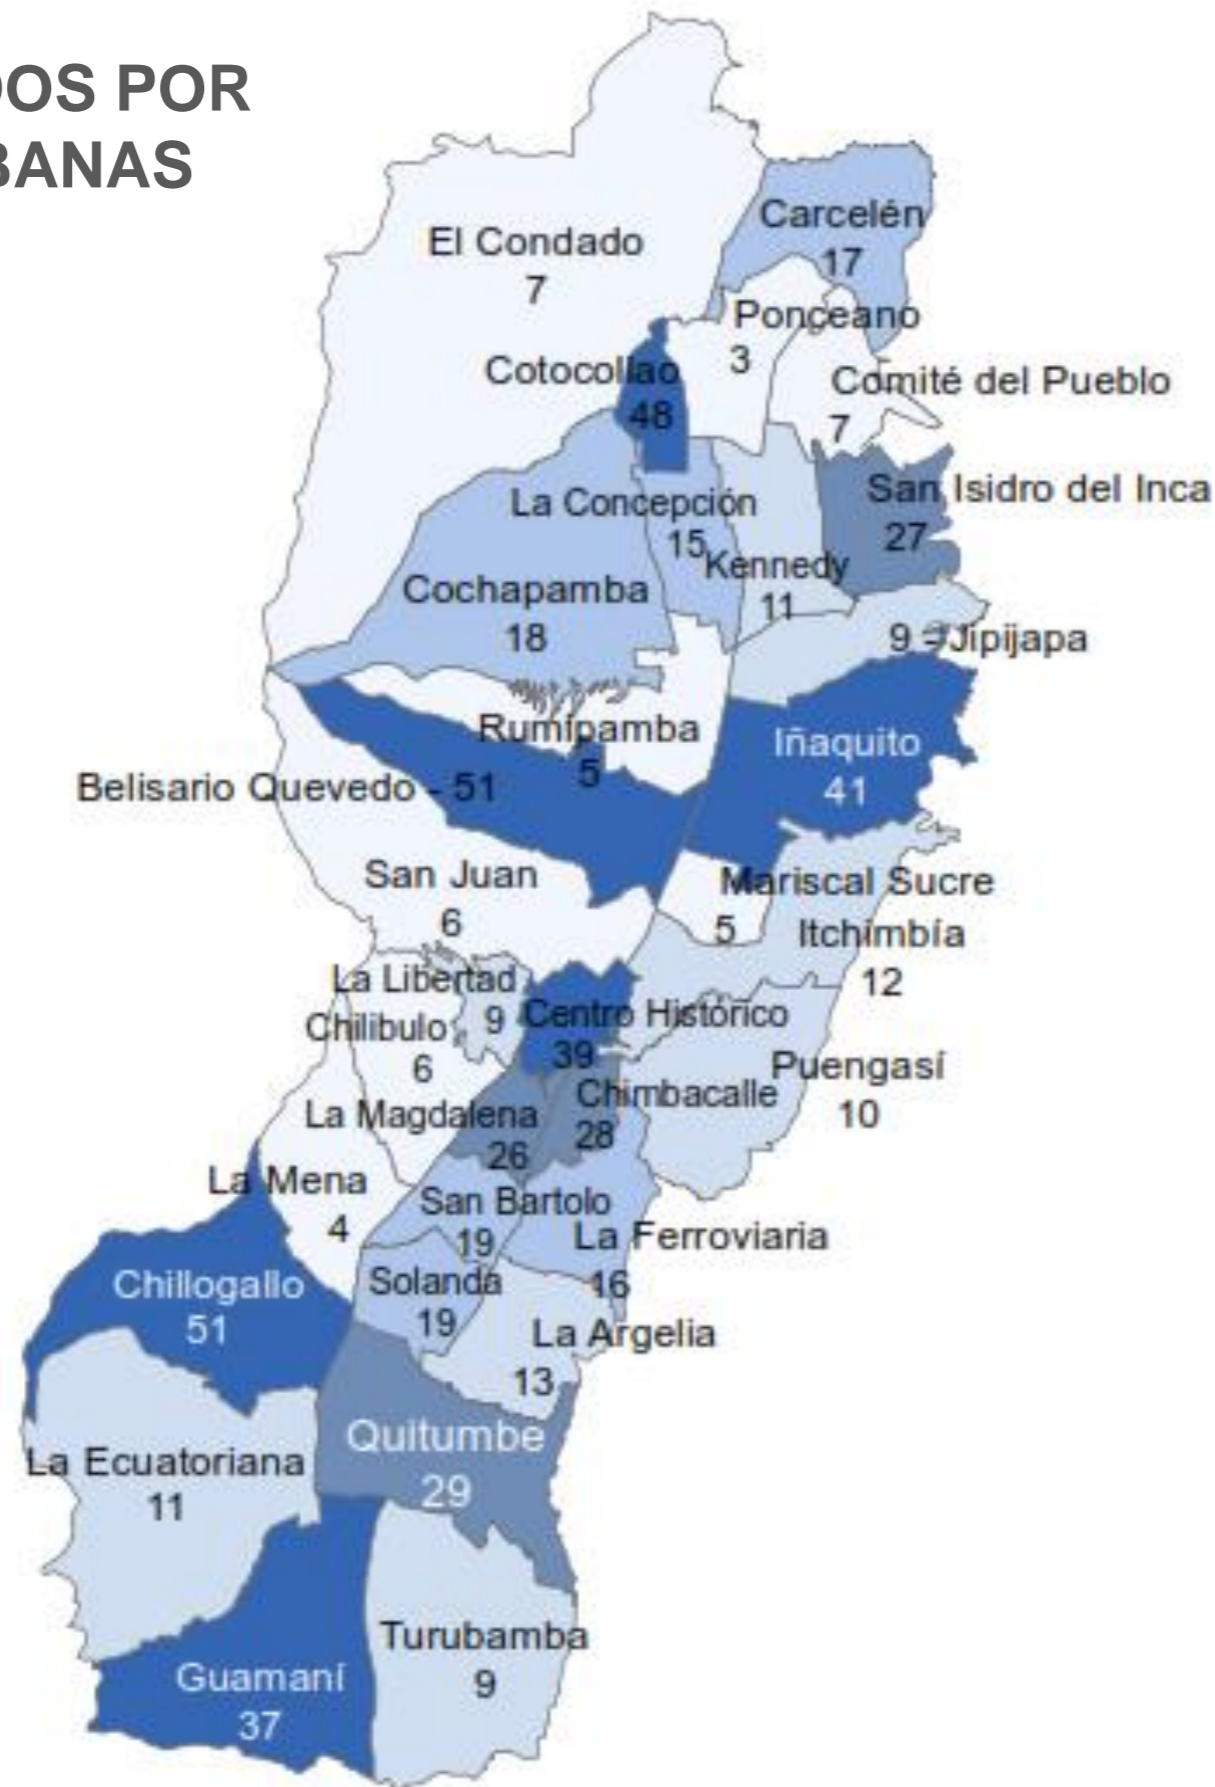 DOS POR
BANAS
Carcelén
17
El Condado
7
Ponceano
3
Cotocollao
48
Comité del Pueblo
7
La Concepción
15
San Isidro del Inca
27
Kennedy
11
Cochapamba
18
9 - Jipijapa
Rumipamba
5
Iñaquito
41
Belisario Quevedo - 51
San Juan
6
Mariscal Sucre
5
Itchimbía
12
La Libertad
9
Centro Histórico
39
Chilibulo
6
Puengasí
10
Chimbacalle
28
La Magdalena
26
La Mena
4
San Bartolo
19
La Ferroviaria
16
Chillogallo
51
Solanda
19
La Argelia
13
Quitumbe
29
La Ecuatoriana
11
Turubamba
9
Guamaní
37